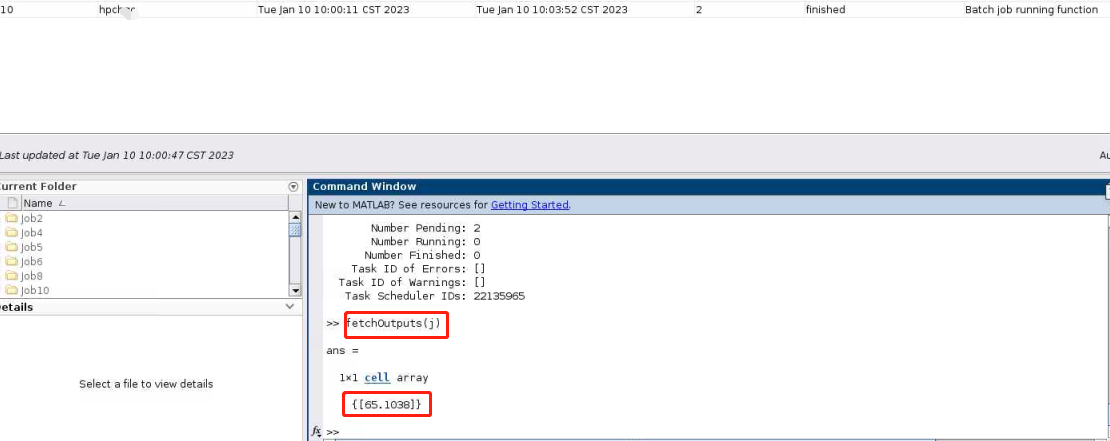 10 Tue Jan 10 10:00:11 CST 2023 Tue Jan 10 10:03:52 CST 2023 2 finished Batch job running function
Last updated at Tue Jan 10 10:00:47 CST 2023
Au
Current Folder
Name
Job2
Job4
Job5
Job6
Job8
Job10
Details
Select a file to view details
Command Window
New to MATLAB? See resources for Getting Started.
Number Pending: 2
Number Running: 0
Number Finished: 0
Task ID of Errors: []
Task ID of Warnings: []
Task Scheduler IDs: 22135965
>> fetchOutputs(j)
ans =
1×1 cell array
{[65.1038]}
fx >>